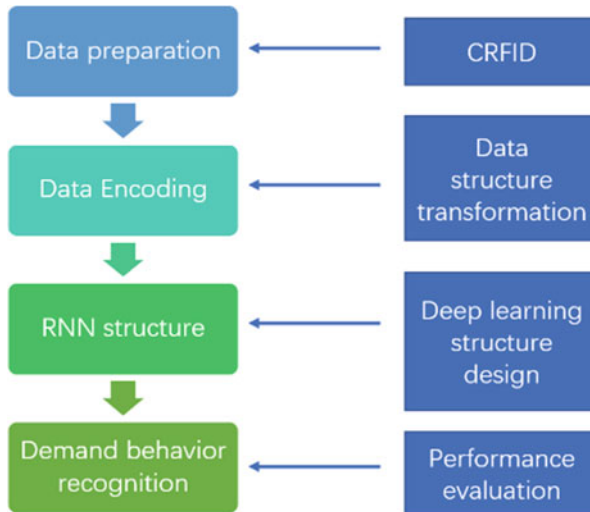 Data preparation
CRFID
Data Encoding
Data
structure
transformation
RNN structure
Deep learning
structure
design
Demand behavior
recognition
Performance
evaluation